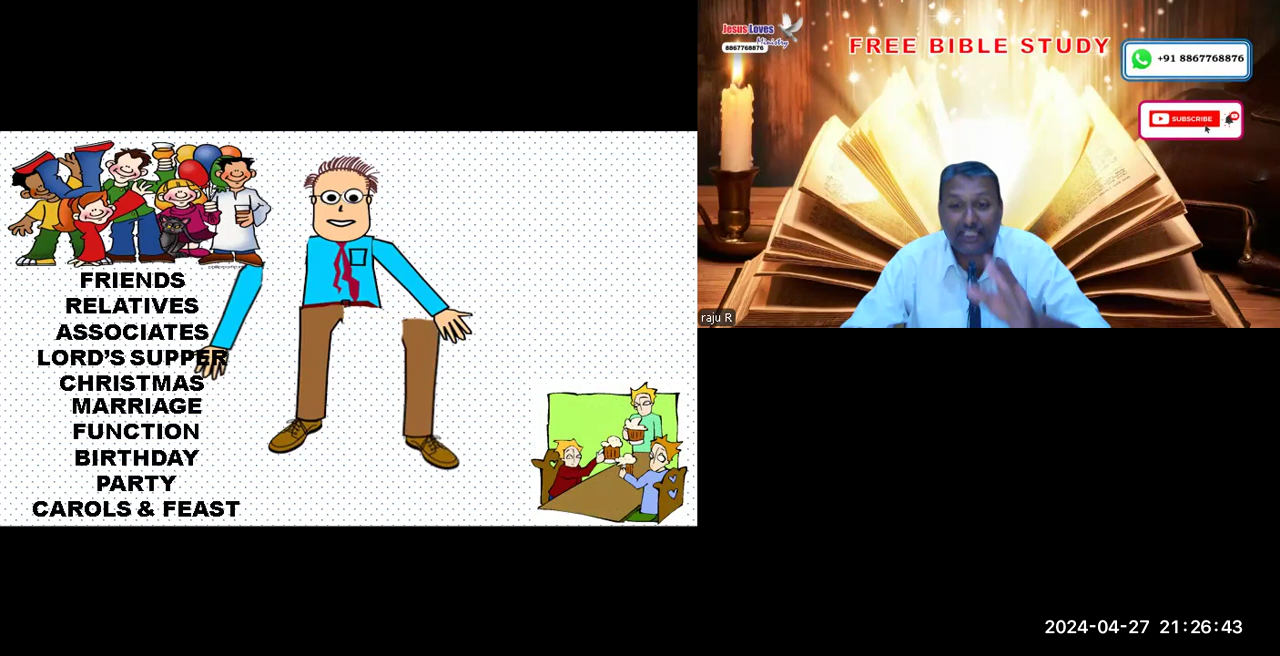 FRIENDS
RELATIVES
ASSOCIATES
LORD'S SUPPER
CHRISTMAS
MARRIAGE
FUNCTION
BIRTHDAY
PARTY
CAROLS & FEAST
Jesus Loves
Ministry
8867768876
FREE BIBLE STUDY
+91 8867768876
SUBSCRIBE
raju R
2024-04-27 21:26:43